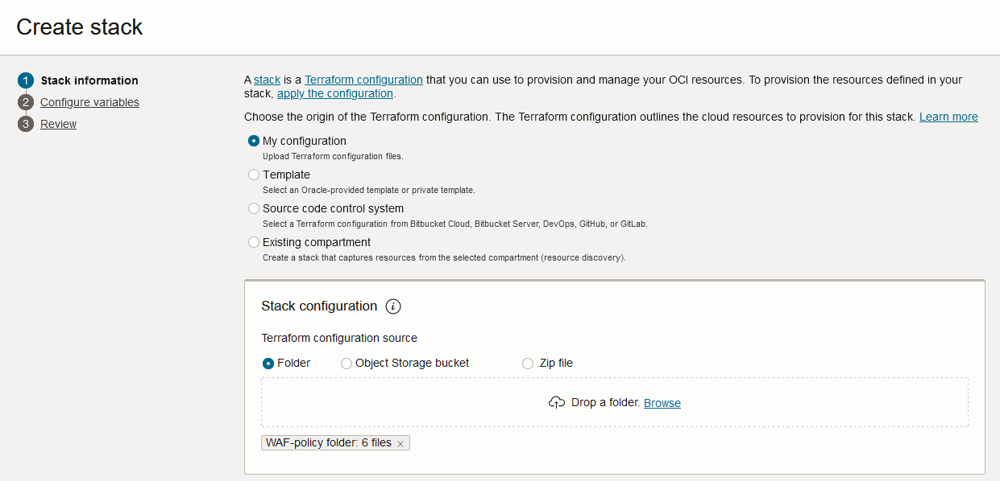 Create stack
1 Stack information
2 Configure variables
3 Review
A stack is a Terraform configuration that you can use to provision and manage your OCI resources. To provision the resources defined in your
stack, apply the configuration.
Choose the origin of the Terraform configuration. The Terraform configuration outlines the cloud resources to provision for this stack. Learn more
My configuration
Upload Terraform configuration files.
Template
Select an Oracle-provided template or private template.
Source code control system
Select a Terraform configuration from Bitbucket Cloud, Bitbucket Server, DevOps, GitHub, or GitLab.
Existing compartment
Create a stack that captures resources from the selected compartment (resource discovery).
Stack configuration i
Terraform configuration source
Folder Object Storage bucket .Zip file
Drop a folder. Browse
WAF-policy folder: 6 files ×